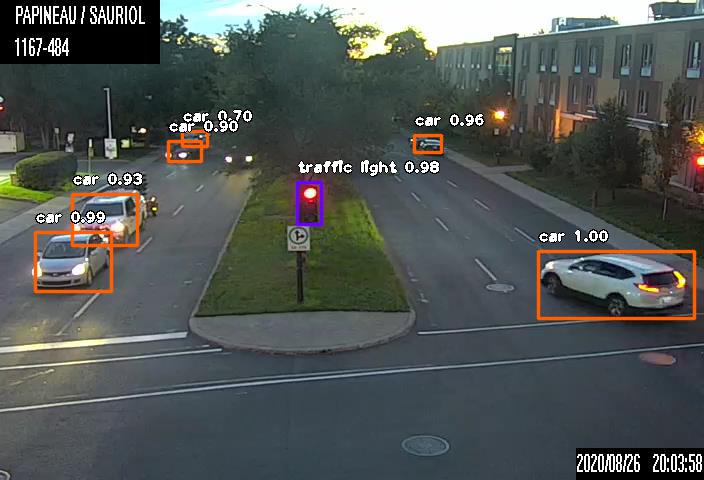 PAPINEAU / SAURIOL
1167-484
car 0.70
car 0.90
car 0.96
traffic light 0.98
car 0.93
car 0.99
car 1.00
2020/08/26 20:03:58